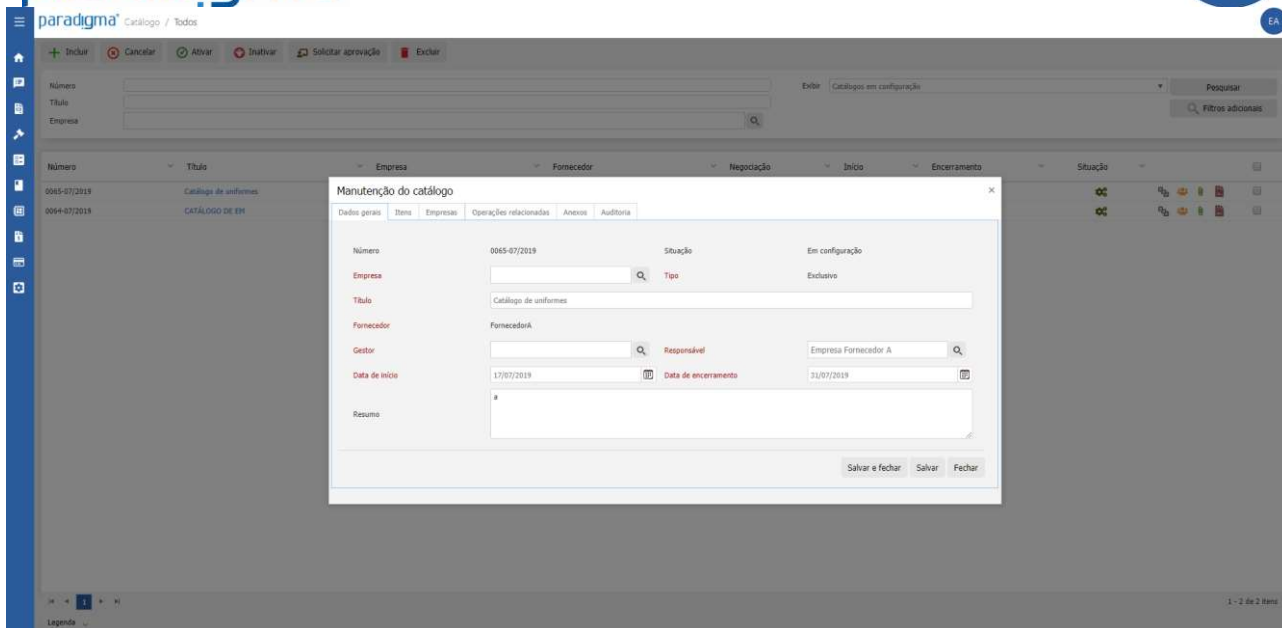 paradigma Catálogo / Todos
EA
Incluir Cancelar Ativar Inativar Solicitar aprovação Excluir
Número
Exibir Catálogos em configuração
Pesquisar
Título
Filtros adicionais
Empresa
Número Título Empresa Fornecedor Negociação Início Encerramento Situação
0065-07/2019 Catálogo de uniformes
0064-07/2019 CATÁLOGO DE EM
Manutenção do catálogo
Dados gerais Itens Empresas Operações relacionadas Anexos Auditoria
Número 0065-07/2019 Situação Em configuração
Empresa Tipo Exclusivo
Título Catálogo de uniformes
Fornecedor FornecedorA
Gestor Responsável Empresa Fornecedor A
Data de início 17/07/2019 Data de encerramento 31/07/2019
Resumo a
Salvar e fechar Salvar Fechar
1
1 - 2 de 2 itens
Legenda